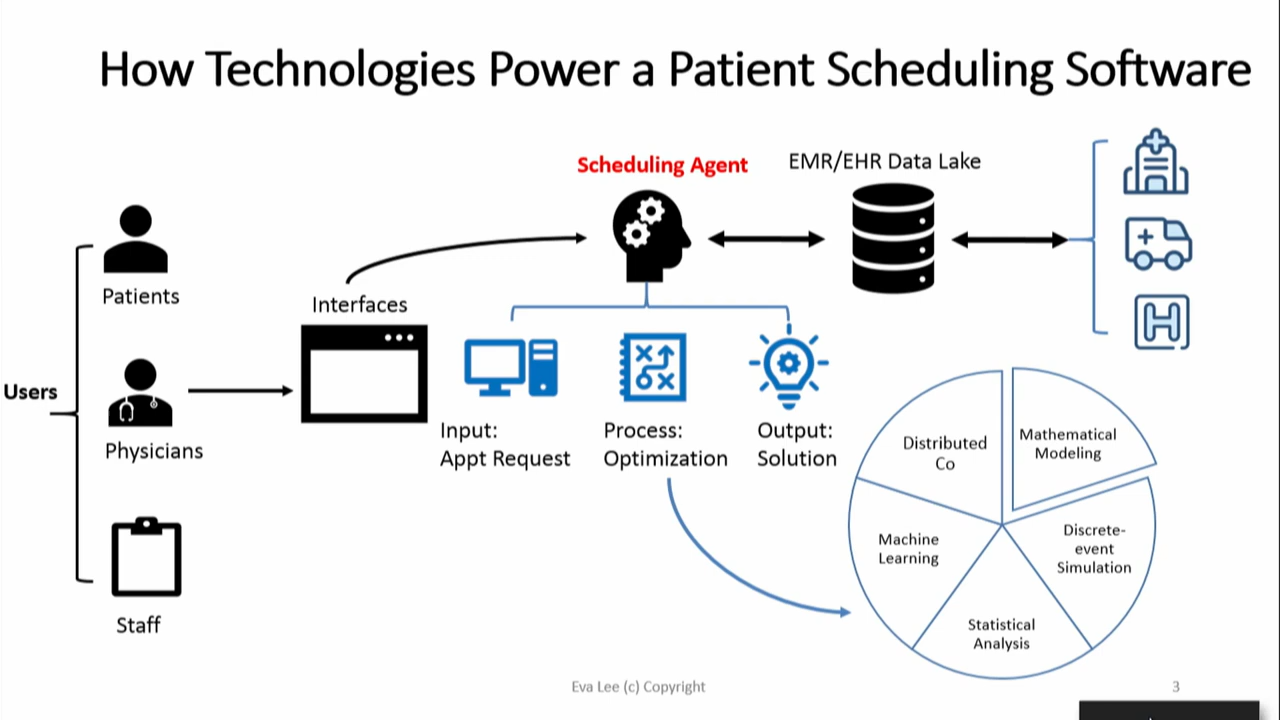 How Technologies Power a Patient Scheduling Software
Scheduling Agent
EMR/EHR Data Lake
Patients
Interfaces
Users
Physicians
Input:
Appt Request
Process:
Optimization
Output:
Solution
Distributed
Co
Mathematical
Modeling
Machine
Learning
Discrete-
event
Simulation
Statistical
Analysis
Staff
Eva Lee (c) Copyright
3